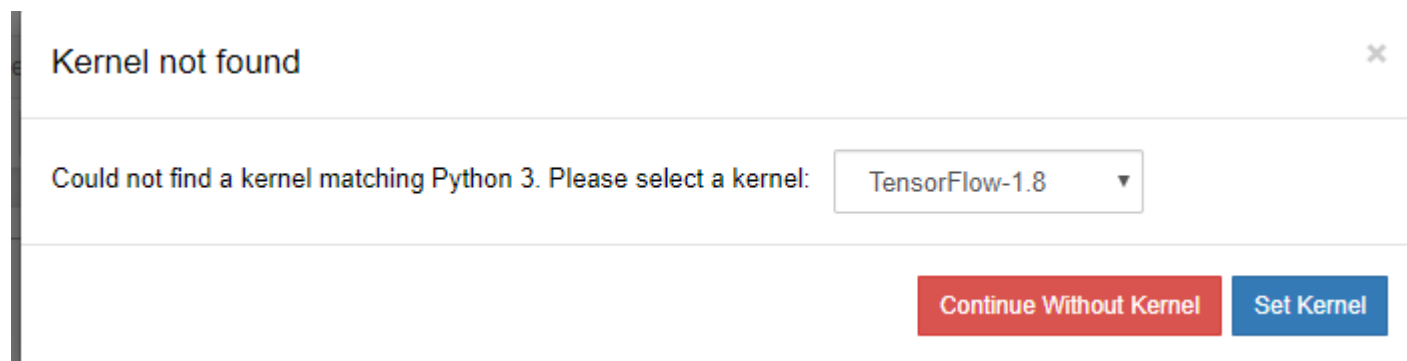 Kernel not found
Could not find a kernel matching Python 3. Please select a kernel: TensorFlow-1.8
Continue Without Kernel Set Kernel